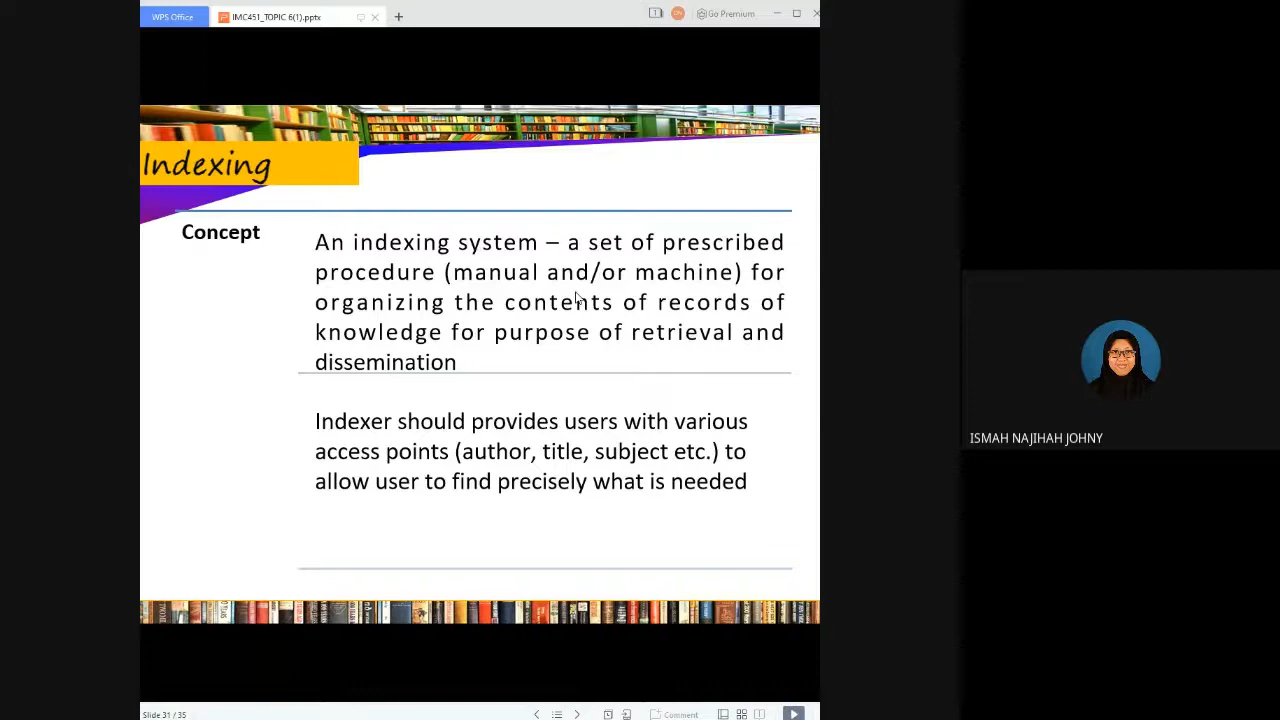 WPS Office
IMC451_TOPIC 6(1).pptx
Go Premium
Indexing
Concept
An indexing system – a set of prescribed
procedure (manual and/or machine) for
organizing the contents of records of
knowledge for purpose of retrieval and
dissemination
Indexer should provides users with various
access points (author, title, subject etc.) to
allow user to find precisely what is needed
ISMAH NAJIHAH JOHNY
Slide 31 / 35
Comment